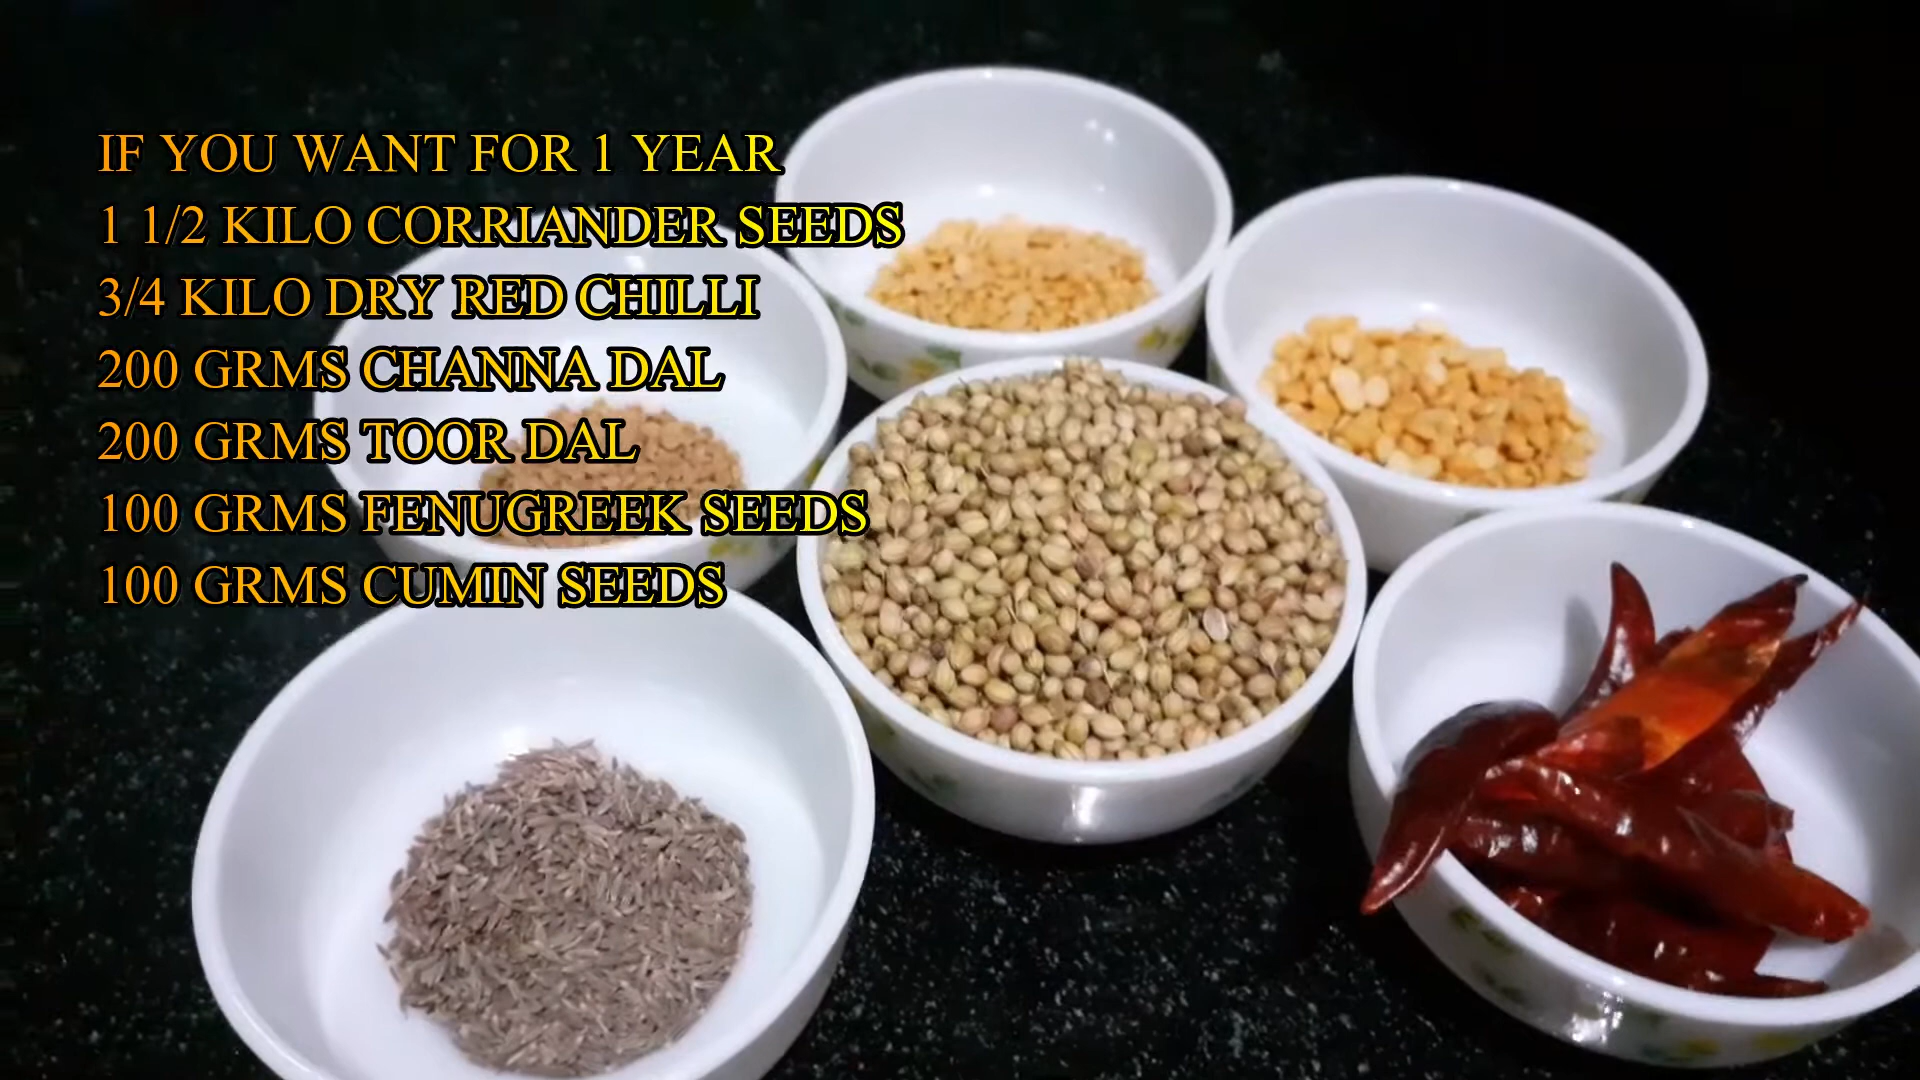 IF YOU WANT FOR 1 YEAR
1 1/2 KILO CORRIANDER SEEDS
3/4 KILO DRY RED CHILLI
200 GRMS CHANNA DAL
200 GRMS TOOR DAL
100 GRMS FENUGREEK SEEDS
100 GRMS CUMIN SEEDS